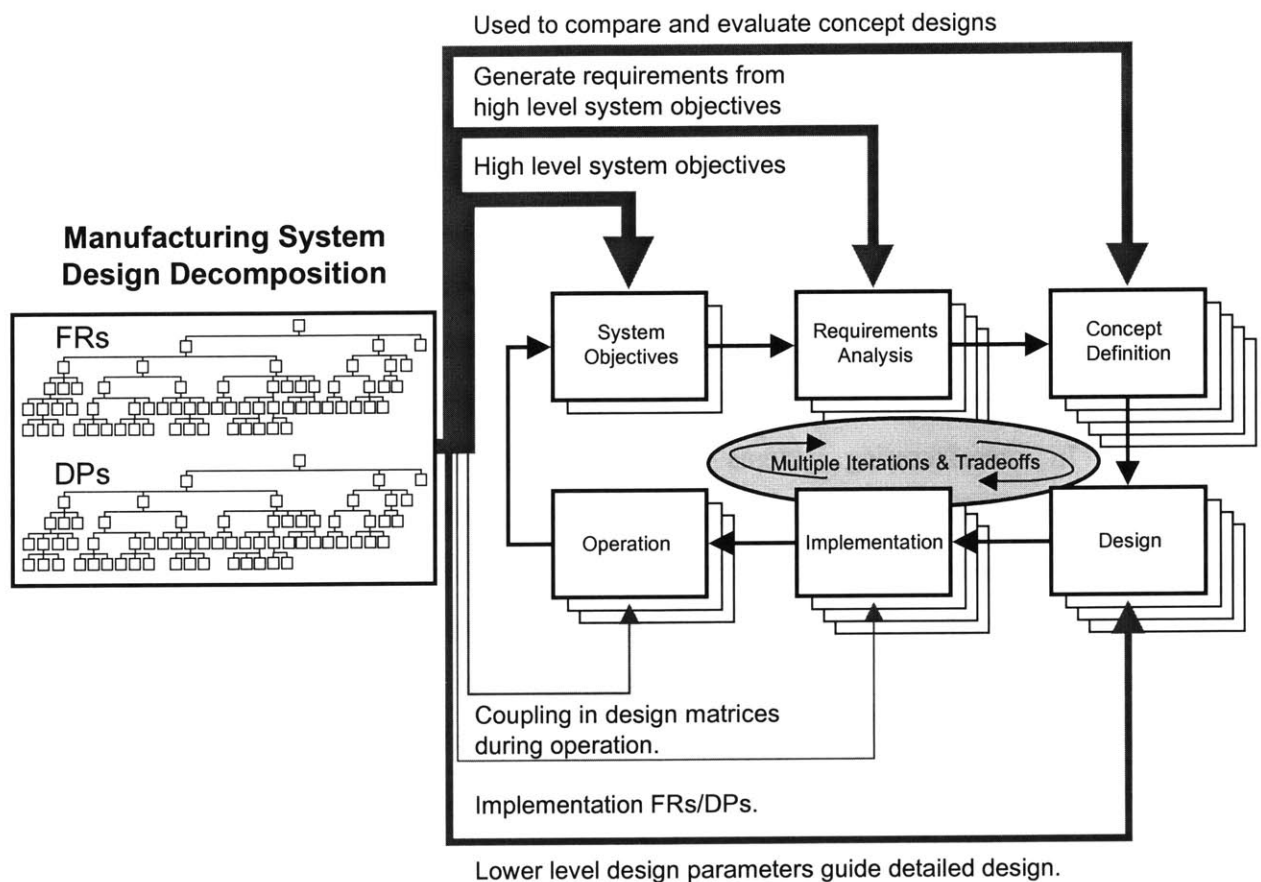 Used to compare and evaluate concept designs
Generate requirements from
high level system objectives
High level system objectives
Manufacturing System
Design Decomposition
FRs
DPs
System
Objectives
Requirements
Analysis
Concept
Definition
Multiple Iterations & Tradeoffs
Operation
Implementation
Design
Coupling in design matrices
during operation.
Implementation FRs/DPs.
Lower level design parameters guide detailed design.